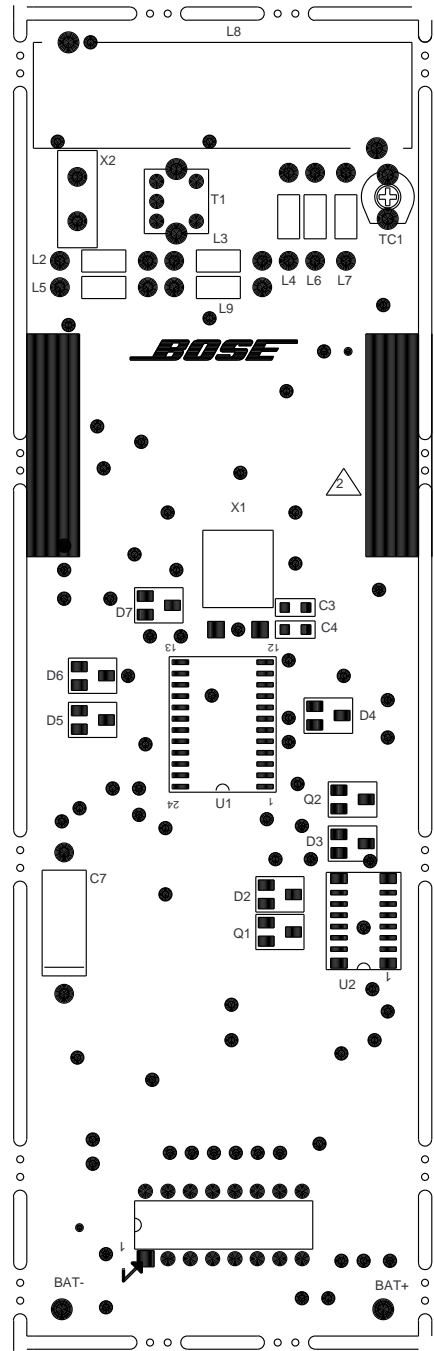 L8
X2
T1
TC1
L2
L3
L4
L6
L7
L5
L9
BOSE
2
X1
C3
D7
C4
13
12
D6
D5
D4
24
U1
1
Q2
D3
C7
D2
Q1
U2
1
1
BAT-
BAT+